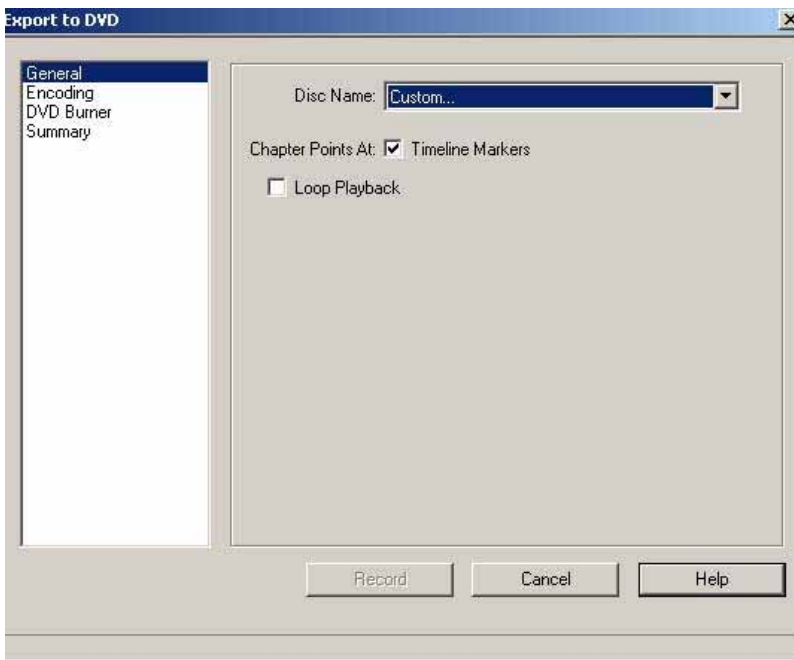 Export to DVD
General
Encoding
DVD Burner
Summary
Disc Name: Custom...
Chapter Points At: Timeline Markers
Loop Playback
Record Cancel Help